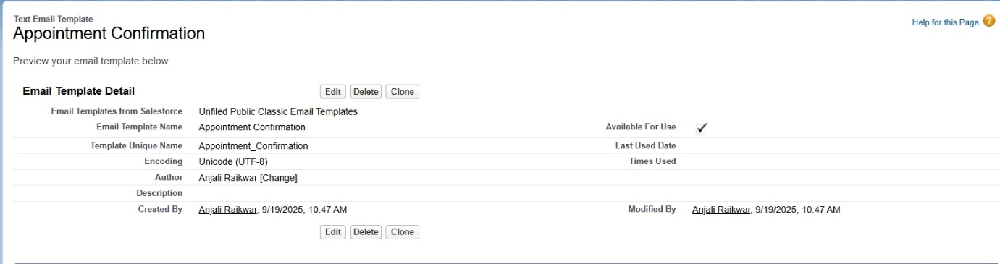 Text Email Template
Appointment Confirmation
Help for this Page ?
Preview your email template below.
Email Template Detail
Edit Delete Clone
Email Templates from Salesforce Unfiled Public Classic Email Templates
Email Template Name Appointment Confirmation Available For Use
Template Unique Name Appointment_Confirmation Last Used Date
Encoding Unicode (UTF-8) Times Used
Author Anjali Raikwar [Change]
Description
Created By Anjali Raikwar, 9/19/2025, 10:47 AM Modified By Anjali Raikwar, 9/19/2025, 10:47 AM
Edit Delete Clone